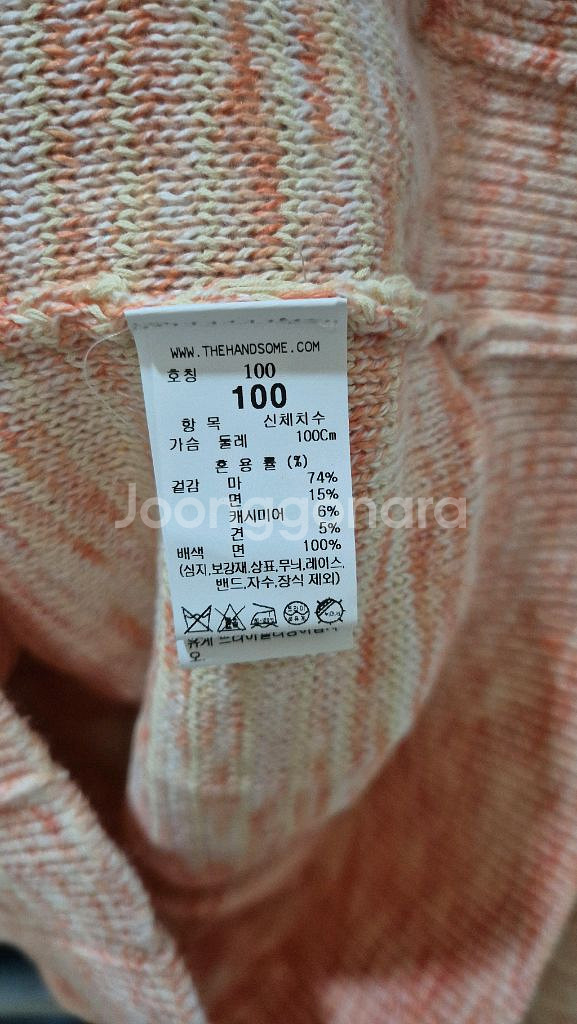 WWW.THEHANDSOME.COM
호칭 100
100
항 목 신체치수
가슴 둘레 100Cm
혼 용 률 (%)
겉감 마 74%
면 15%
캐시미어 6%
견 5%
배색 면 100%
(심지,보강재,상표,무늬,레이스,
밴드,자수,장식 제외)
오.
Joonggonara